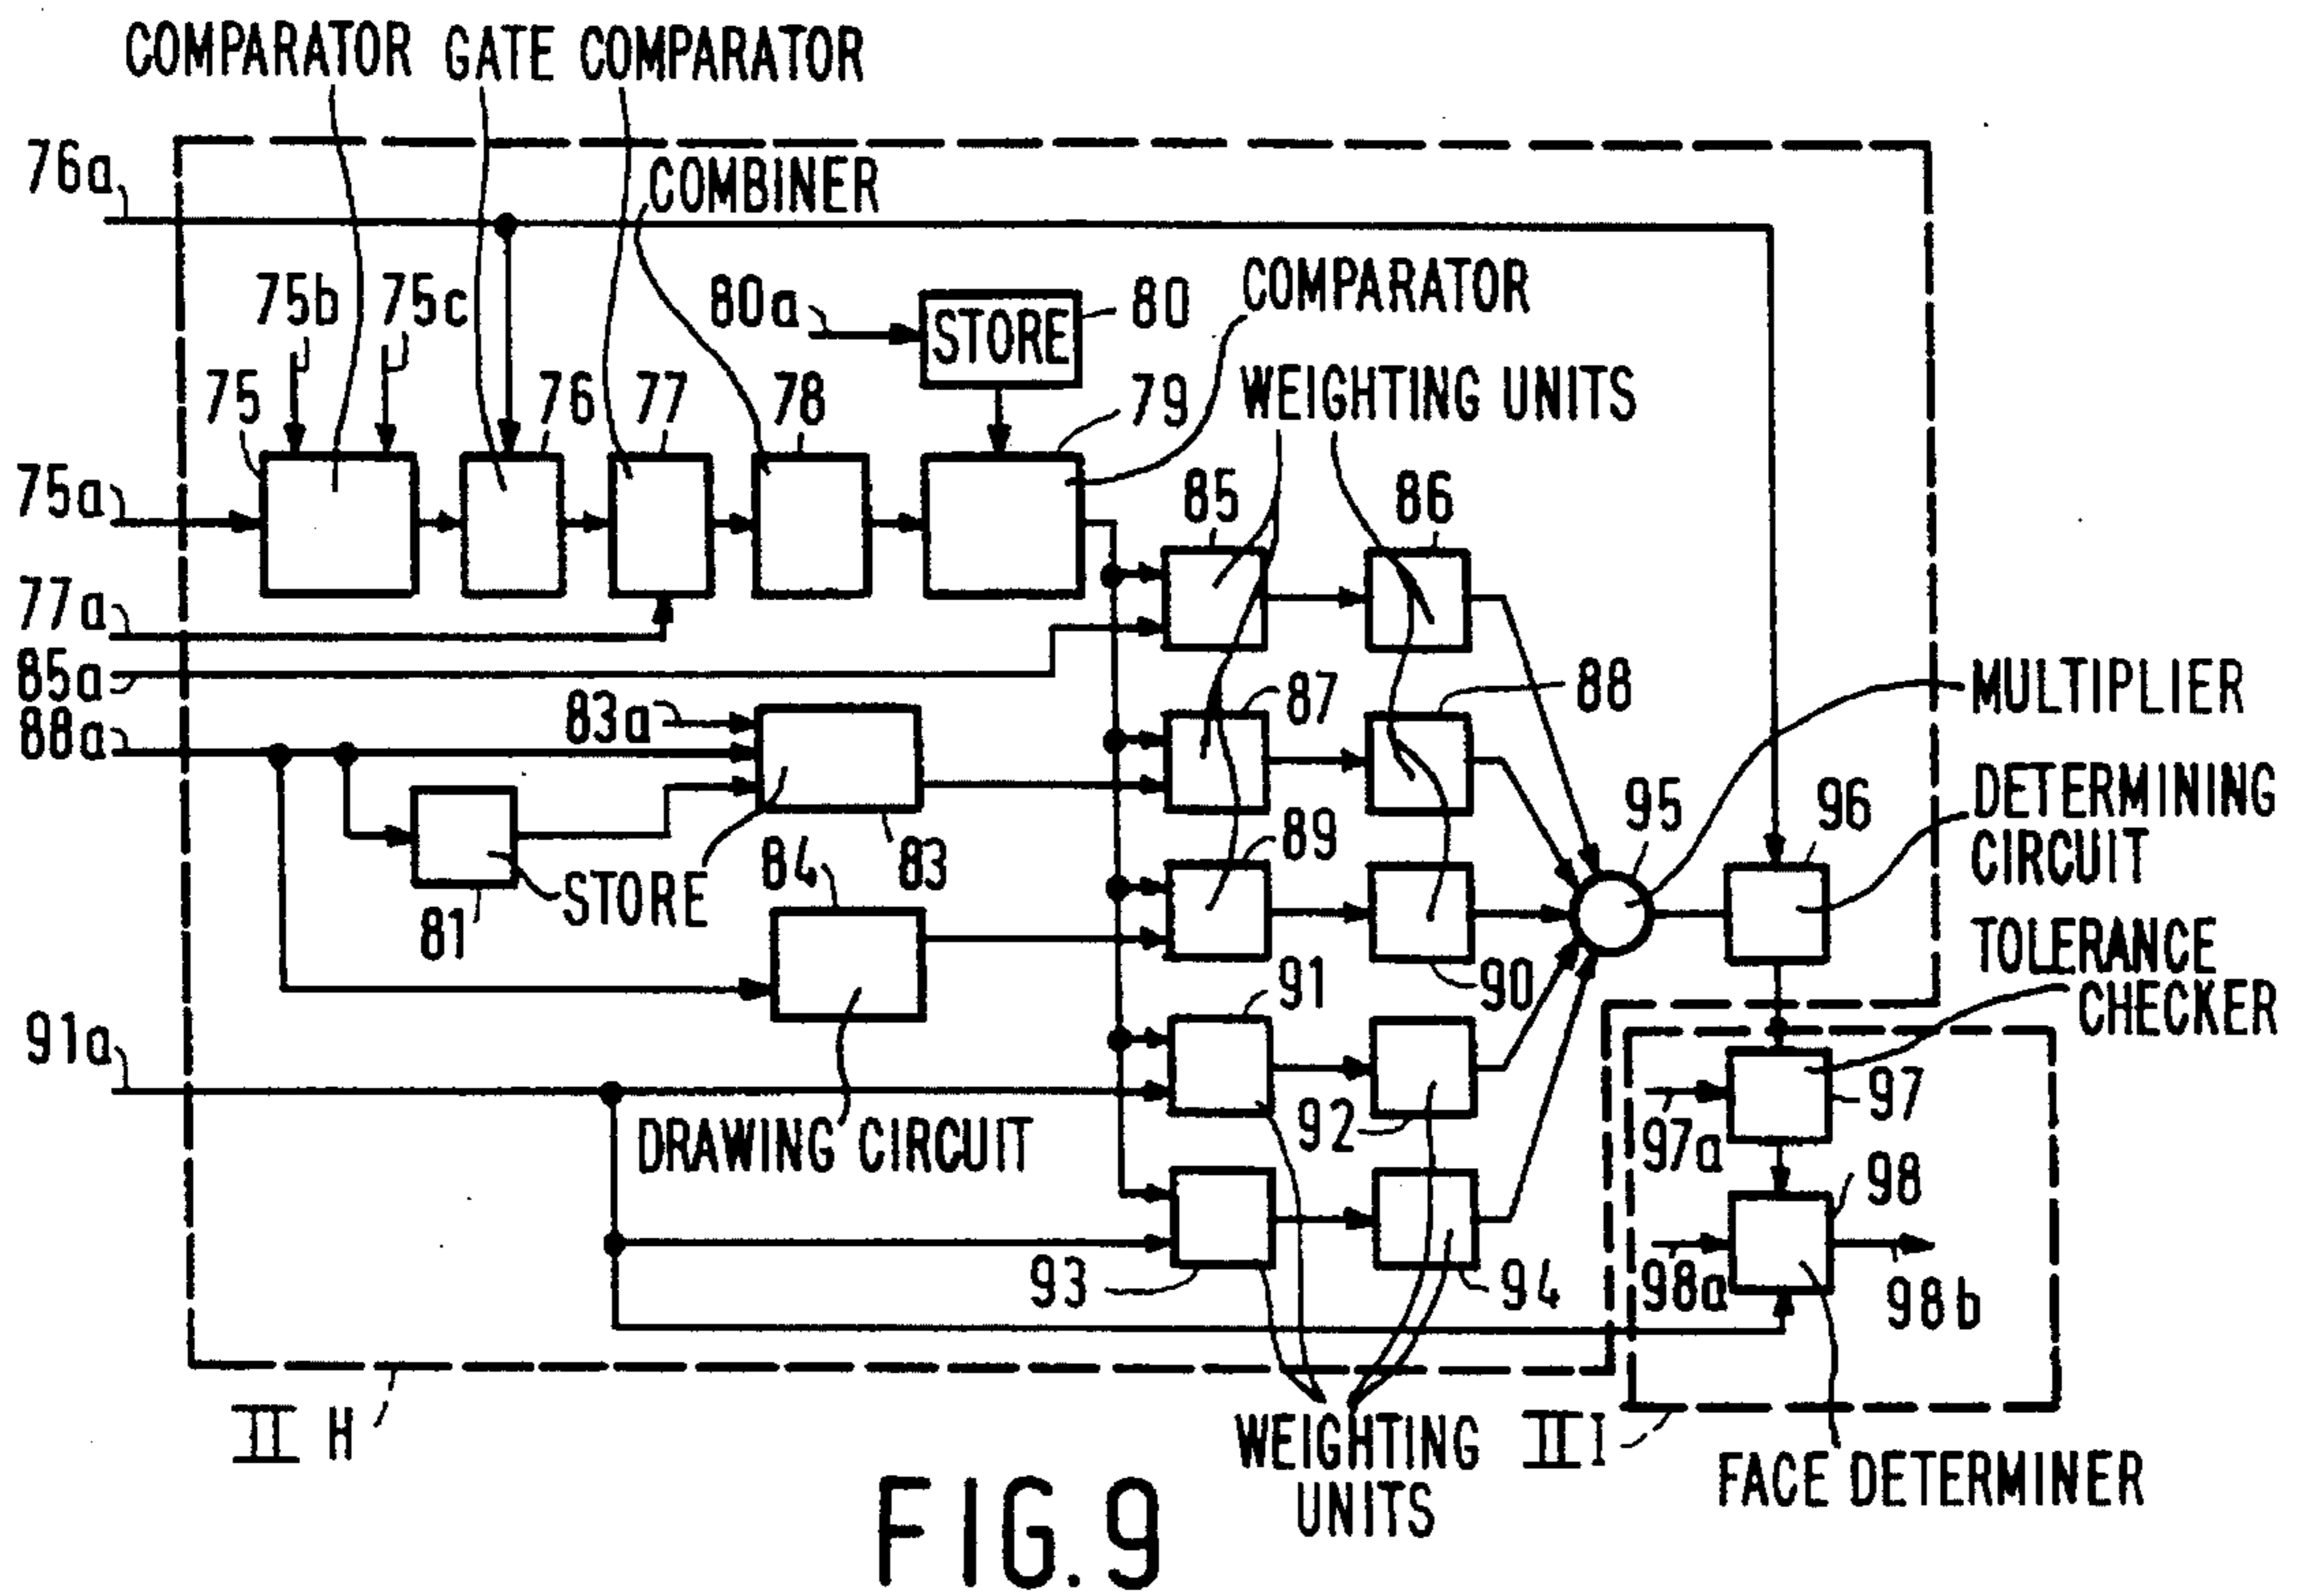 COMPARATOR GATE COMPARATOR
76a
COMBINER
75b 75c 80a STORE 80 COMPARATOR
75 76 77 78 79 WEIGHTING UNITS
75a 85 86
77a
85a
88a 83a 87 88 MULTIPLIER
95 96 DETERMINING
CIRCUIT
81 STORE 84 83 89
90
TOLERANCE
CHECKER
91a 91
DRAWING CIRCUIT 92 97a 97
98
93 94 98a 98b
II H WEIGHTING
UNITS
II I FACE DETERMINER
FIG. 9